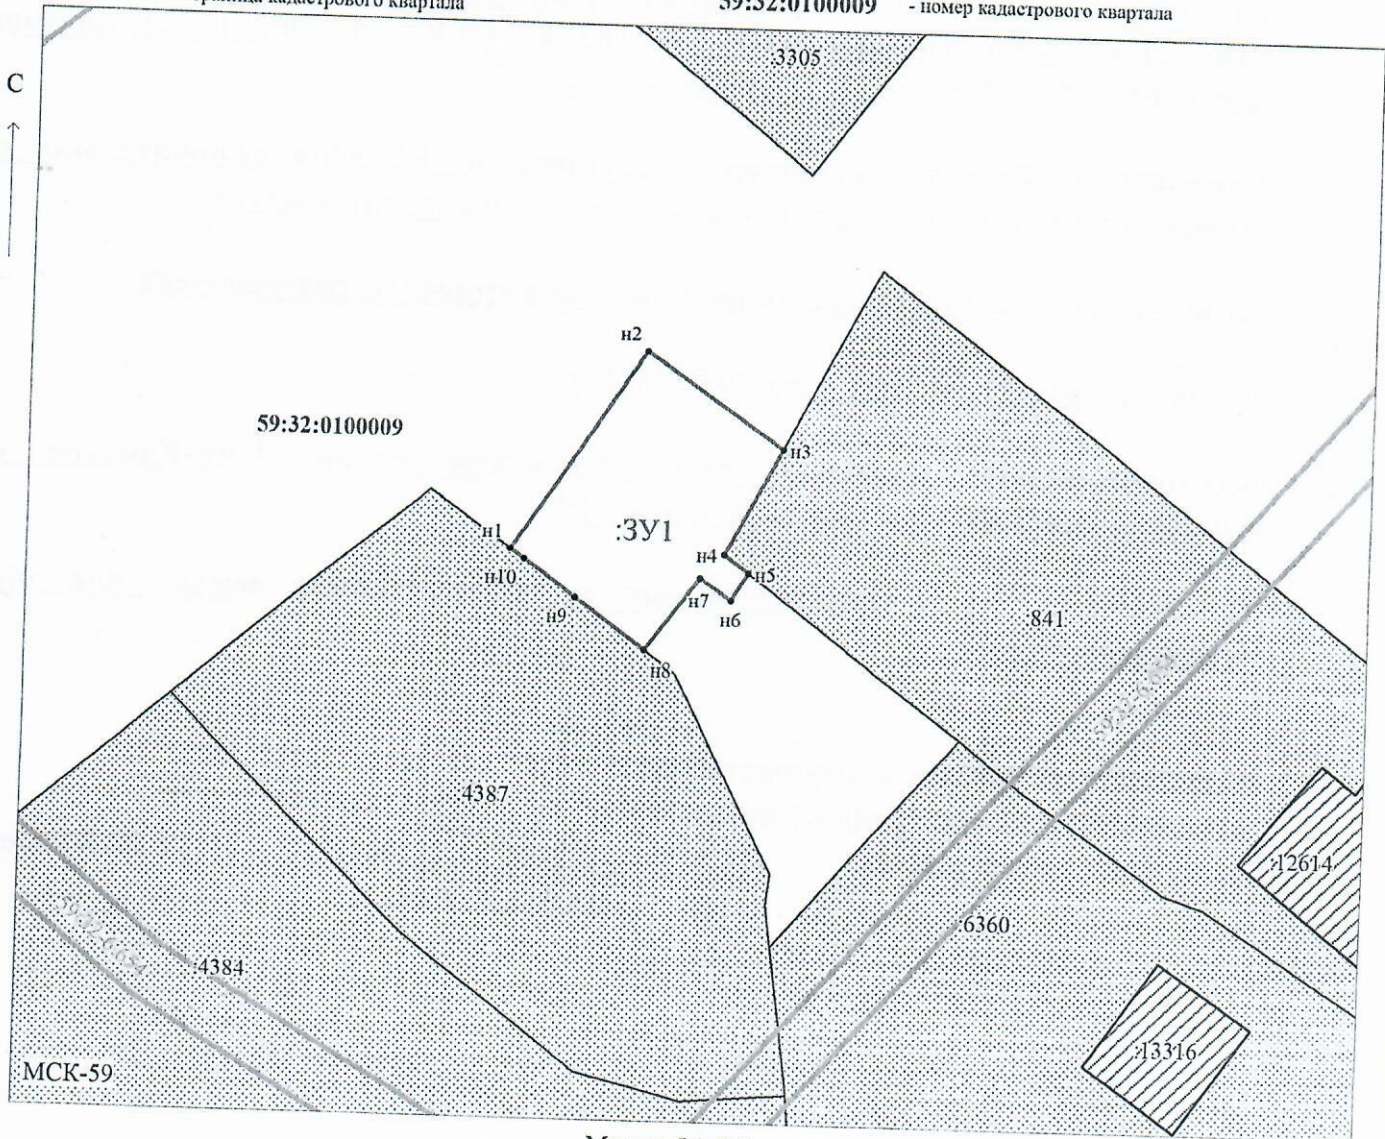 граница кадастрового квартала
59:32:0100009 - номер кадастрового квартала
С
:3305
н2
59:32:0100009
н3
н1
:ЗУ1
н4
н5
н10
н7
н9
н6
:841
н8
:4387
:12614
:6360
:4384
:13316
МСК-59